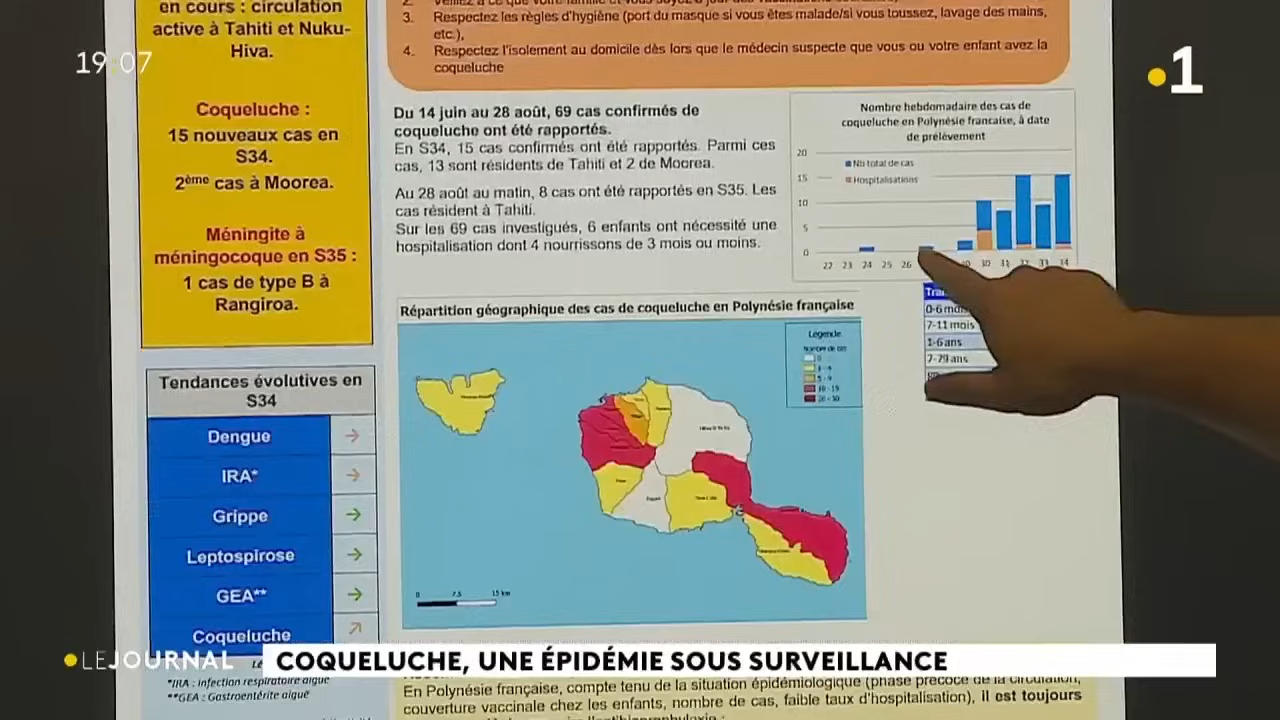 19:07
1
en cours : circulation
active à Tahiti et Nuku-
Hiva.
Coqueluche :
15 nouveaux cas en
S34.
2ème cas à Moorea.
Méningite à
méningocoque en S35 :
1 cas de type B à
Rangiroa.
Tendances évolutives en
S34
Dengue
IRA*
Grippe
Leptospirose
GEA**
Coqueluche
*IRA : infection respiratoire aigue
**GEA : Gastroentérite aiguë
3. Respectez les règles d'hygiène (port du masque si vous êtes malade/si vous toussez, lavage des mains,
etc.),
4. Respectez l'isolement au domicile dès lors que le médecin suspecte que vous ou votre enfant avez la
coqueluche
Du 14 juin au 28 août, 69 cas confirmés de
coqueluche ont été rapportés.
En S34, 15 cas confirmés ont été rapportés. Parmi ces
cas, 13 sont résidents de Tahiti et 2 de Moorea.
Au 28 août au matin, 8 cas ont été rapportés en S35. Les
cas résident à Tahiti.
Sur les 69 cas investigués, 6 enfants ont nécessité une
hospitalisation dont 4 nourrissons de 3 mois ou moins.
Nombre hebdomadaire des cas de
coqueluche en Polynésie francaise, à date
de prélèvement
Nb total de cas
Hospitalisations
20
15
10
5
0
22 23 24 25 26 30 31 33
0-6 mois
7-11 mois
1-6 ans
7-79 ans
Répartition géographique des cas de coqueluche en Polynésie française
Légende
0 7,5 15 km
LE JOURNAL
COQUELUCHE, UNE ÉPIDÉMIE SOUS SURVEILLANCE
En Polynésie française, compte tenu de la situation épidémiologique (phase précoce de la circulation,
couverture vaccinale chez les enfants, nombre de cas, faible taux d'hospitalisation), il est toujours